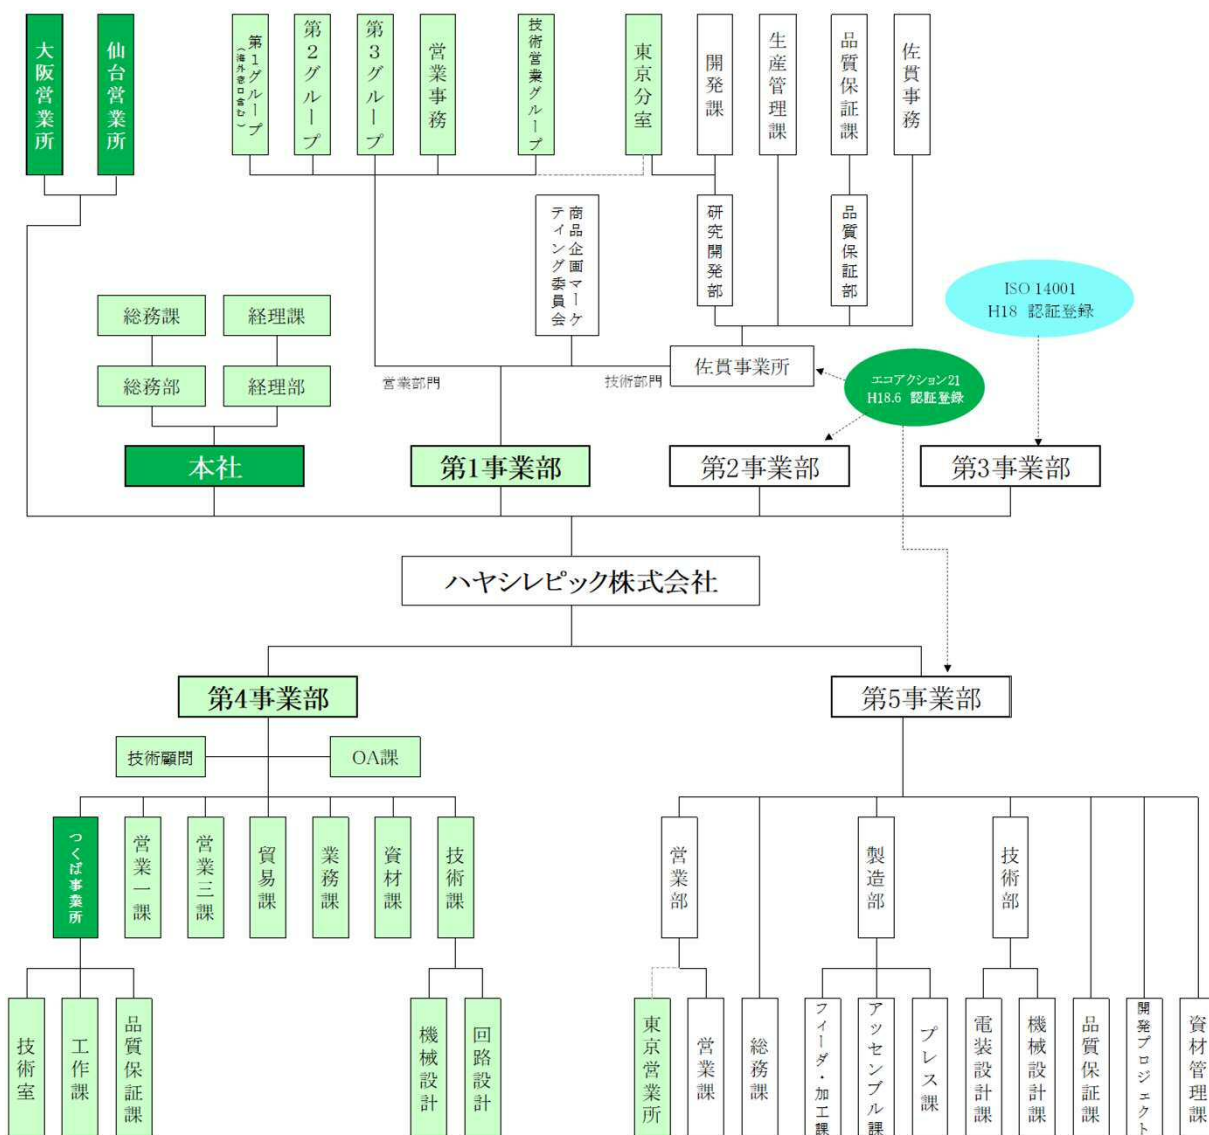 大阪営業所
仙台営業所
第1グループ
(海外窓口含む)
第2グループ
第3グループ
営業事務
技術営業グループ
東京分室
開発課
生産管理課
品質保証課
佐貫事務
商品企画マーケ
ティング委員会
研究開発部
品質保証部
ISO 14001
H18 認証登録
総務課
経理課
総務部
経理部
営業部門
技術部門
佐貫事業所
エコアクション21
H18.6 認証登録
本社
第1事業部
第2事業部
第3事業部
ハヤシレピック株式会社
第4事業部
第5事業部
技術顧問
OA課
つくば事業所
営業一課
営業三課
貿易課
業務課
資材課
技術課
営業部
製造部
技術部
技術室
工作課
品質保証課
機械設計
回路設計
東京営業所
営業課
総務課
フィーダ・加工課
アッセンブル課
プレス課
電装設計課
機械設計課
品質保証課
開発プロジェクト
資材管理課